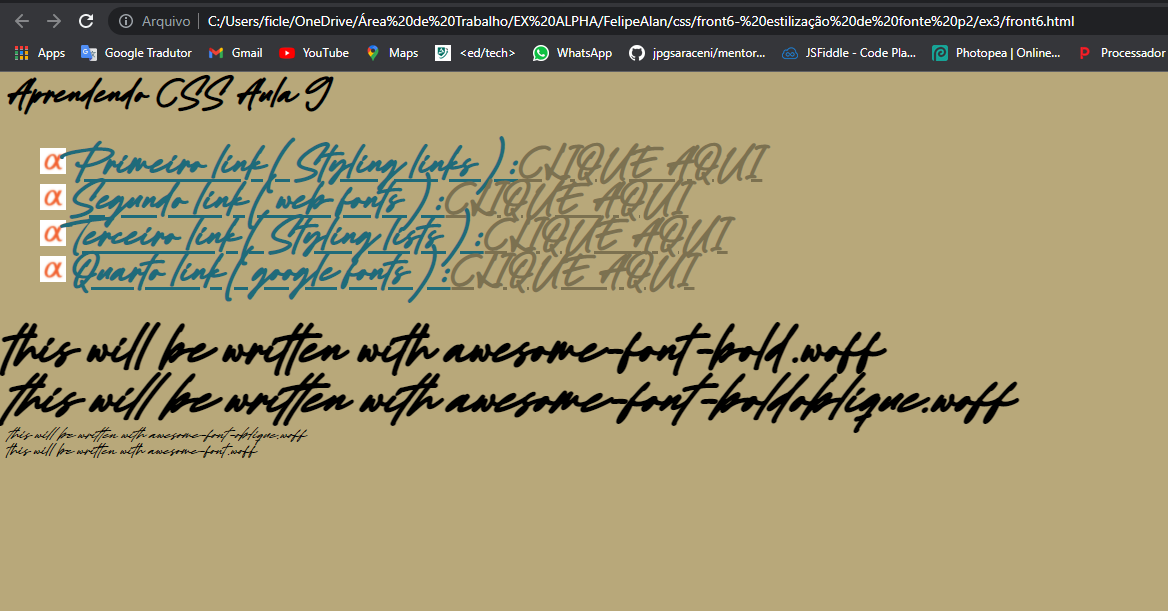 Arquivo C:/Users/ficle/OneDrive/Área%20de%20Trabalho/EX%20ALPHA/FelipeAlan/css/front6-%20estilização%20de%20fonte%20p2/ex3/front6.html
Apps Google Tradutor Gmail YouTube Maps <ed/tech> WhatsApp jpgsaraceni/mentor... JSFiddle - Code Pla... Photopea | Online... Processador
Aprendendo CSS Aula 9
α Primeiro link ( Styling links ) :CLIQUE AQUI
α Segundo link ( web fonts ) :CLIQUE AQUI
α Terceiro link ( Styling lists ) :CLIQUE AQUI
α Quarto link ( google fonts ) :CLIQUE AQUI
this will be written with awesome-font-bold.woff
this will be written with awesome-font-boldoblique.woff
this will be written with awesome-font-oblique.woff
this will be written with awesome-font.woff